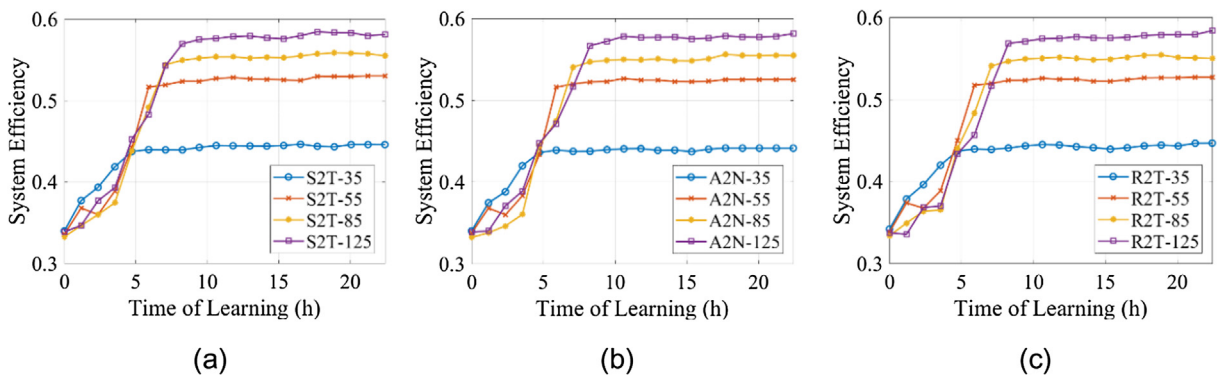 0.6
0.5
0.4
0.3
System Efficiency
0 5 10 15 20
Time of Learning (h)
S2T-35
S2T-55
S2T-85
S2T-125
(a)
0.6
0.5
0.4
0.3
System Efficiency
0 5 10 15 20
Time of Learning (h)
A2N-35
A2N-55
A2N-85
A2N-125
(b)
0.6
0.5
0.4
0.3
System Efficiency
0 5 10 15 20
Time of Learning (h)
R2T-35
R2T-55
R2T-85
R2T-125
(c)